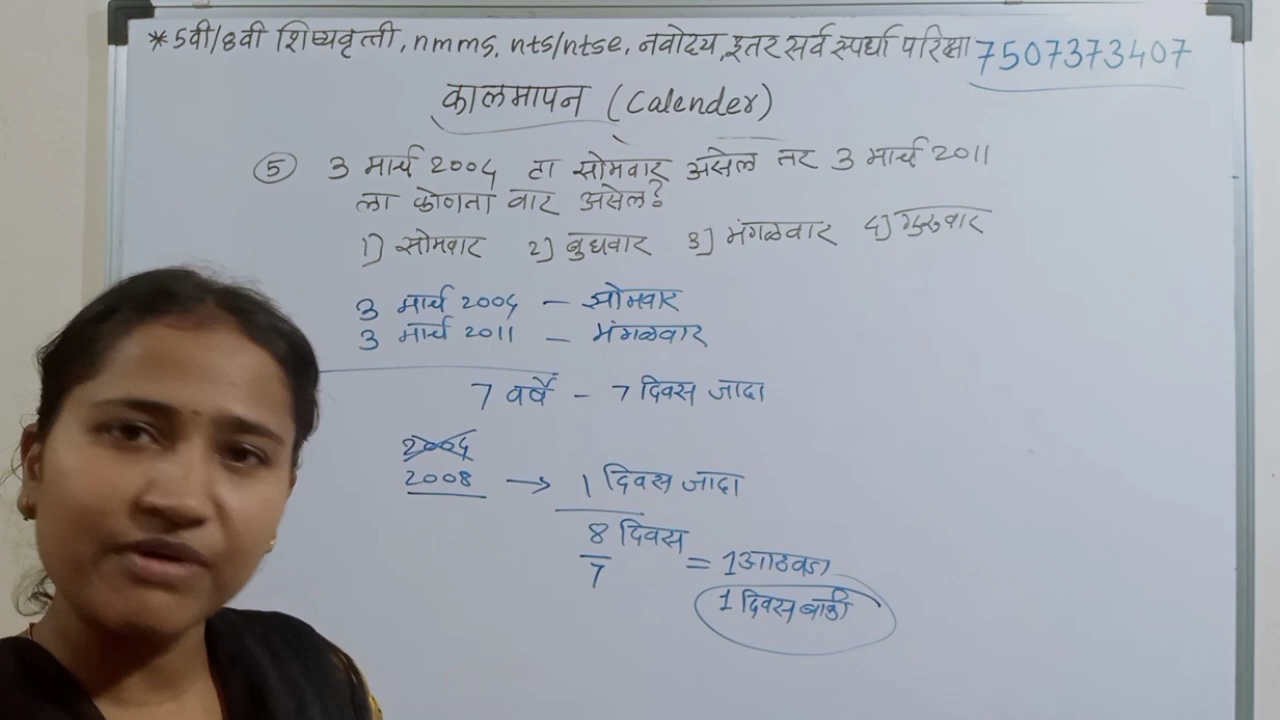 * 5वी/8वी शिष्यवृत्ती, nmms, nts/ntse, नवोदय, इतर सर्व स्पर्धा परिक्षा 7507373407
कालमापन (Calender)
5 3 मार्च 2004 हा सोमवार असेल तर 3 मार्च 2011
ला कोणता वार असेल?
1) सोमवार 2) बुधवार 3) मंगळवार 4) गुरुवार
3 मार्च 2004 – सोमवार
3 मार्च 2011 – मंगळवार
7 वर्षे – 7 दिवस जादा
2004
2008 → 1 दिवस जादा
8 दिवस
7 = 1 आठवडा
1 दिवस बाकी